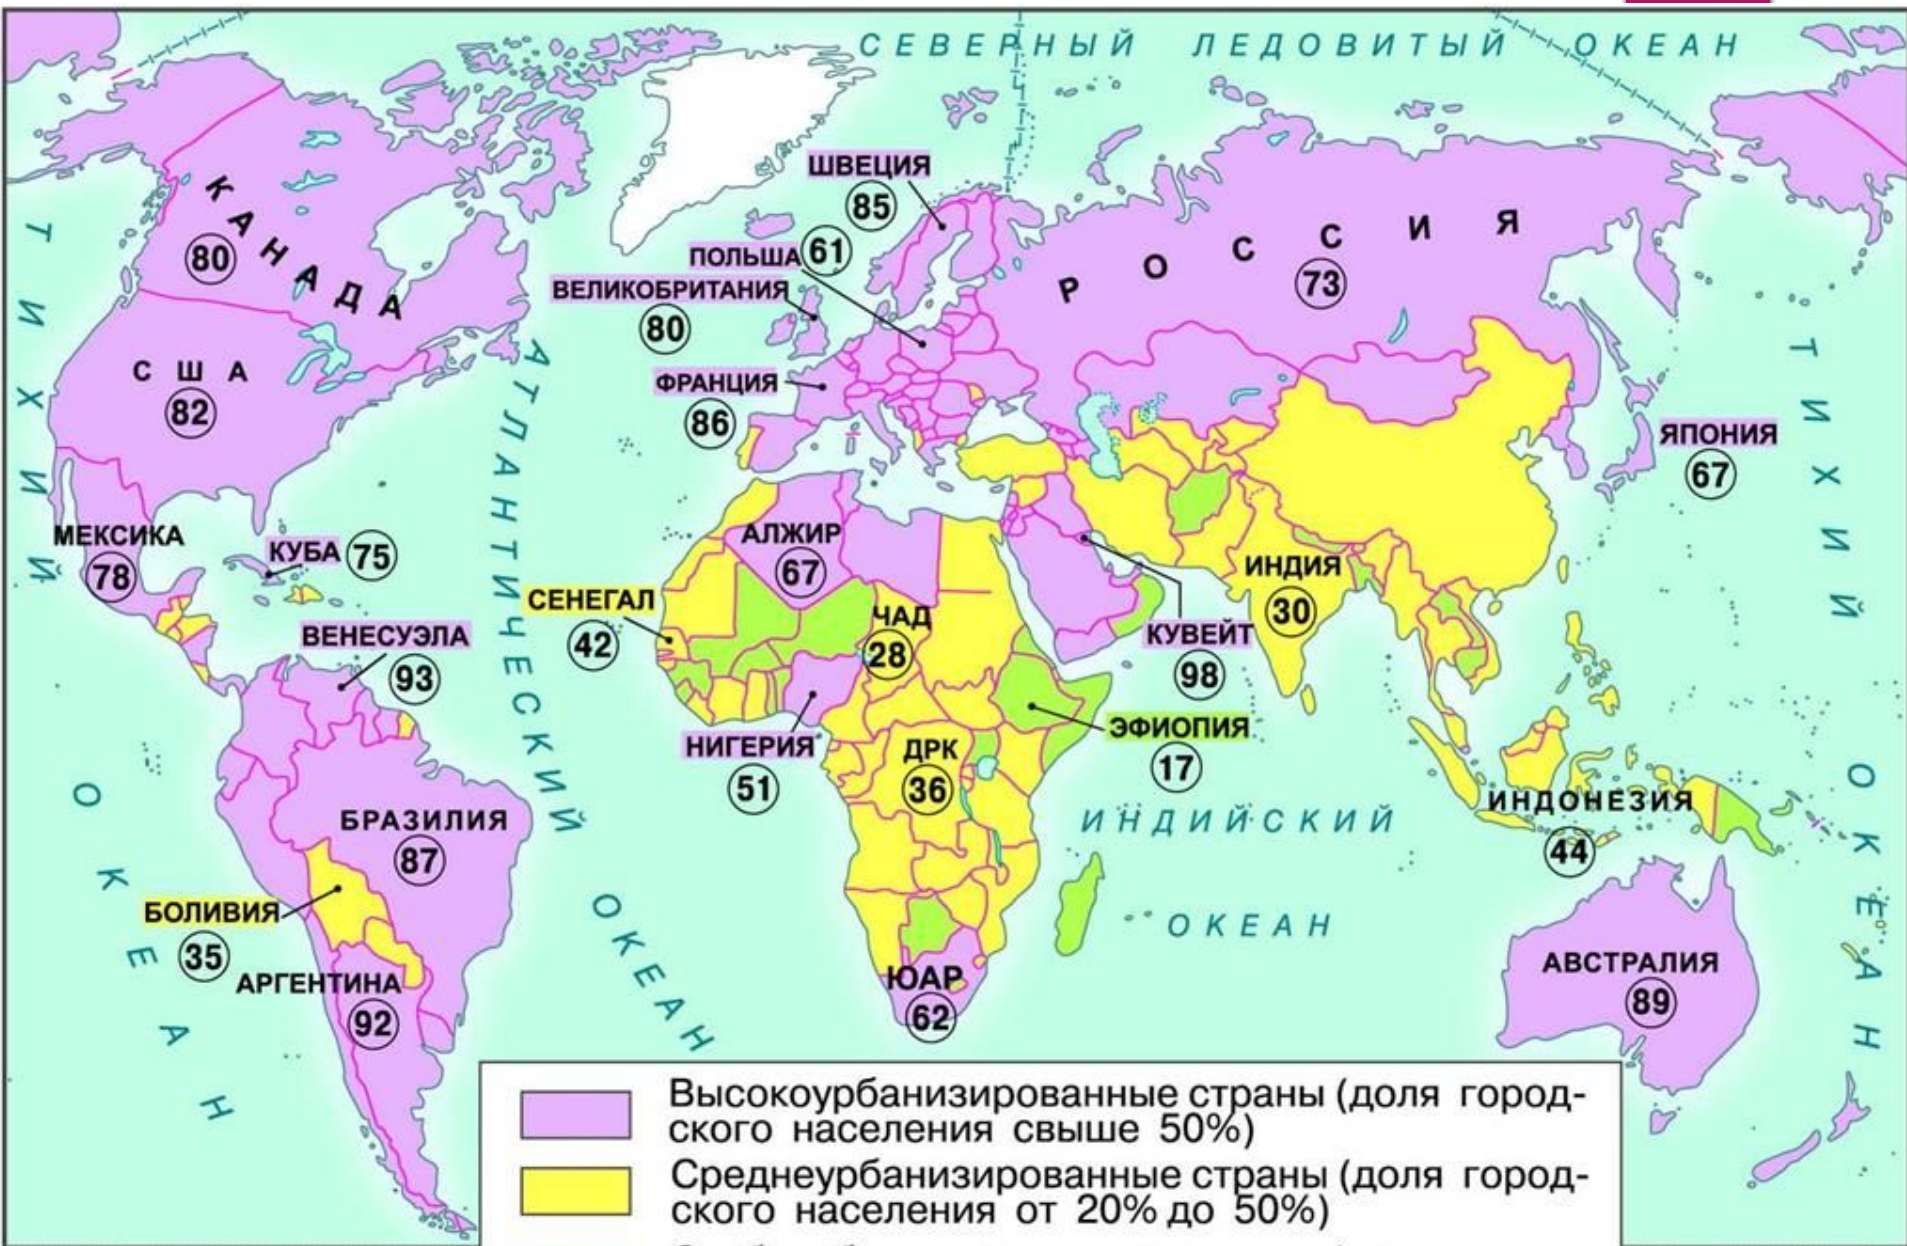 СЕВЕРНЫЙ ЛЕДОВИТЫЙ ОКЕАН
ТИХИЙ
ОКЕАН
АТЛАНТИЧЕСКИЙ
ОКЕАН
ИНДИЙСКИЙ
ОКЕАН
ТИХИЙ
ОКЕАН
КАНАДА
80
США
82
МЕКСИКА
78
КУБА 75
ВЕНЕСУЭЛА
93
БРАЗИЛИЯ
87
БОЛИВИЯ
35
АРГЕНТИНА
92
ШВЕЦИЯ
85
ПОЛЬША 61
ВЕЛИКОБРИТАНИЯ
80
ФРАНЦИЯ
86
РОССИЯ
73
ЯПОНИЯ
67
АЛЖИР
67
СЕНЕГАЛ
42
ЧАД
28
НИГЕРИЯ
51
ДРК
36
ЭФИОПИЯ
17
КУВЕЙТ
98
ИНДИЯ
30
ИНДОНЕЗИЯ
44
ЮАР
62
АВСТРАЛИЯ
89
Высокоурбанизированные страны (доля город-
ского населения свыше 50%)
Среднеурбанизированные страны (доля город-
ского населения от 20% до 50%)